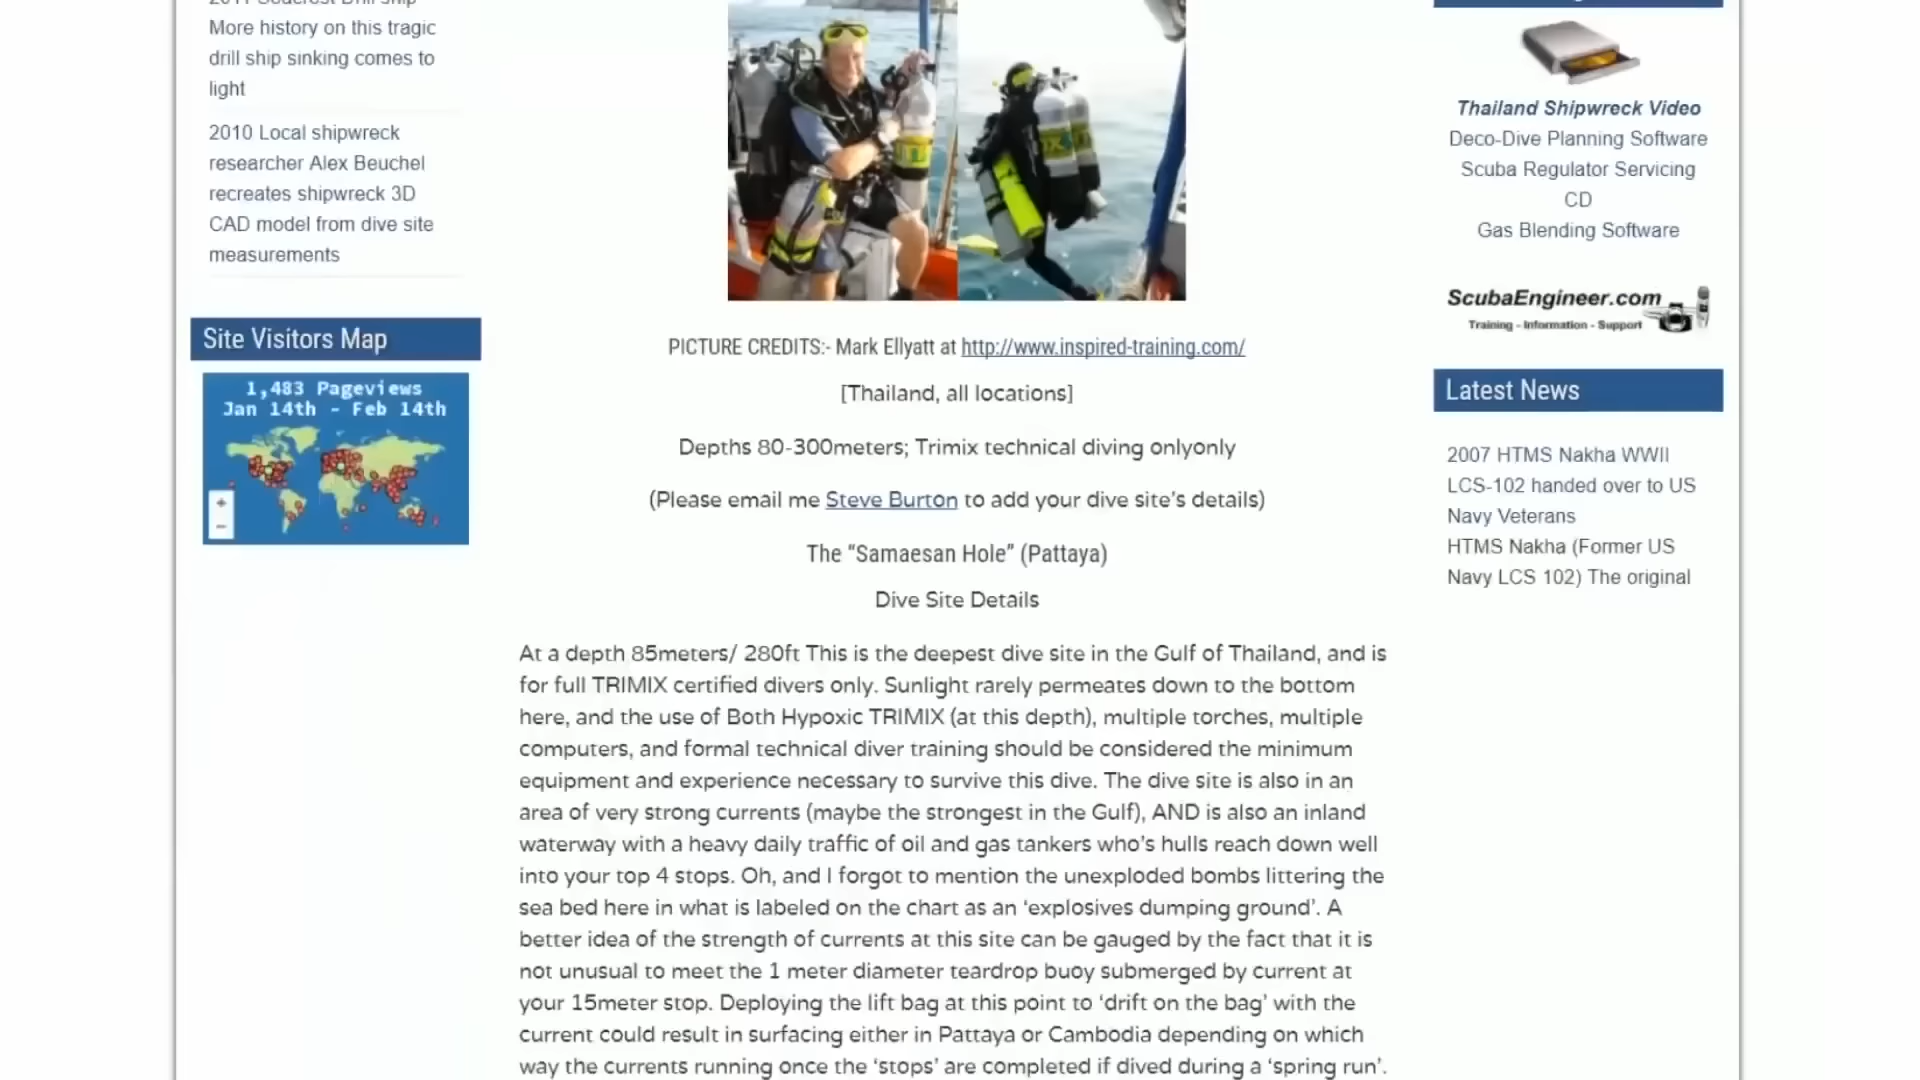 More history on this tragic
drill ship sinking comes to
light
2010 Local shipwreck
researcher Alex Beuchel
recreates shipwreck 3D
CAD model from dive site
measurements
Site Visitors Map
1,483 Pageviews
Jan 14th - Feb 14th
+
−
PICTURE CREDITS:- Mark Ellyatt at http://www.inspired-training.com/
[Thailand, all locations]
Depths 80-300meters; Trimix technical diving onlyonly
(Please email me Steve Burton to add your dive site's details)
The “Samaesan Hole” (Pattaya)
Dive Site Details
At a depth 85meters/ 280ft This is the deepest dive site in the Gulf of Thailand, and is
for full TRIMIX certified divers only. Sunlight rarely permeates down to the bottom
here, and the use of Both Hypoxic TRIMIX (at this depth), multiple torches, multiple
computers, and formal technical diver training should be considered the minimum
equipment and experience necessary to survive this dive. The dive site is also in an
area of very strong currents (maybe the strongest in the Gulf), AND is also an inland
waterway with a heavy daily traffic of oil and gas tankers who's hulls reach down well
into your top 4 stops. Oh, and I forgot to mention the unexploded bombs littering the
sea bed here in what is labeled on the chart as an ‘explosives dumping ground’. A
better idea of the strength of currents at this site can be gauged by the fact that it is
not unusual to meet the 1 meter diameter teardrop buoy submerged by current at
your 15meter stop. Deploying the lift bag at this point to ‘drift on the bag’ with the
current could result in surfacing either in Pattaya or Cambodia depending on which
way the currents running once the ‘stops’ are completed if dived during a ‘spring run’.
Thailand Shipwreck Video
Deco-Dive Planning Software
Scuba Regulator Servicing
CD
Gas Blending Software
ScubaEngineer.com
Training - Information - Support
Latest News
2007 HTMS Nakha WWII
LCS-102 handed over to US
Navy Veterans
HTMS Nakha (Former US
Navy LCS 102) The original